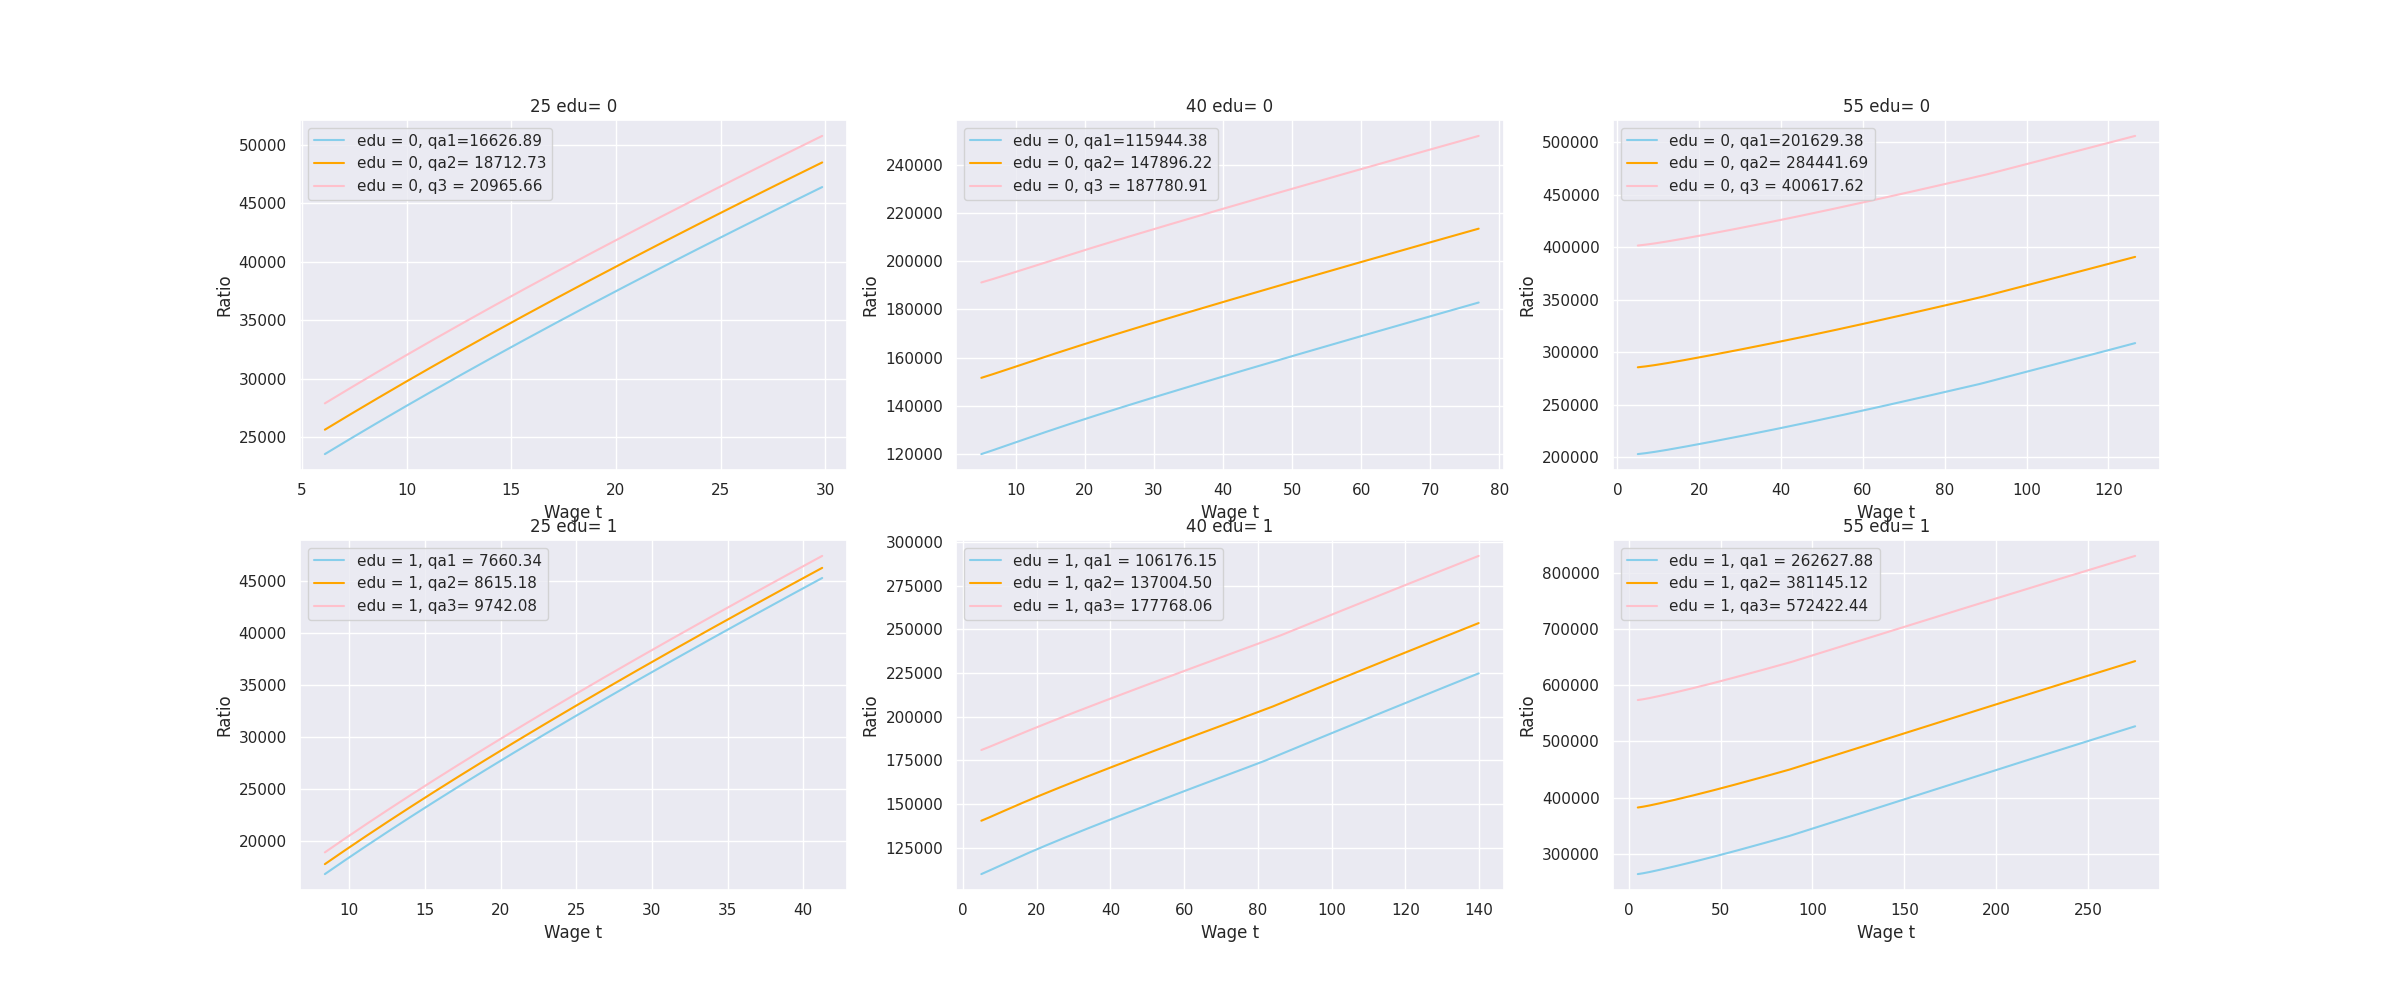 25 edu= 0
edu = 0, qa1=16626.89
edu = 0, qa2= 18712.73
edu = 0, q3 = 20965.66
Ratio
50000
45000
40000
35000
30000
25000
5 10 15 20 25 30
Wage t
40 edu= 0
edu = 0, qa1=115944.38
edu = 0, qa2= 147896.22
edu = 0, q3 = 187780.91
Ratio
240000
220000
200000
180000
160000
140000
120000
10 20 30 40 50 60 70 80
Wage t
55 edu= 0
edu = 0, qa1=201629.38
edu = 0, qa2= 284441.69
edu = 0, q3 = 400617.62
Ratio
500000
450000
400000
350000
300000
250000
200000
0 20 40 60 80 100 120
Wage t
25 edu= 1
edu = 1, qa1 = 7660.34
edu = 1, qa2= 8615.18
edu = 1, qa3= 9742.08
Ratio
45000
40000
35000
30000
25000
20000
10 15 20 25 30 35 40
Wage t
40 edu= 1
edu = 1, qa1 = 106176.15
edu = 1, qa2= 137004.50
edu = 1, qa3= 177768.06
Ratio
300000
275000
250000
225000
200000
175000
150000
125000
0 20 40 60 80 100 120 140
Wage t
55 edu= 1
edu = 1, qa1 = 262627.88
edu = 1, qa2= 381145.12
edu = 1, qa3= 572422.44
Ratio
800000
700000
600000
500000
400000
300000
0 50 100 150 200 250
Wage t